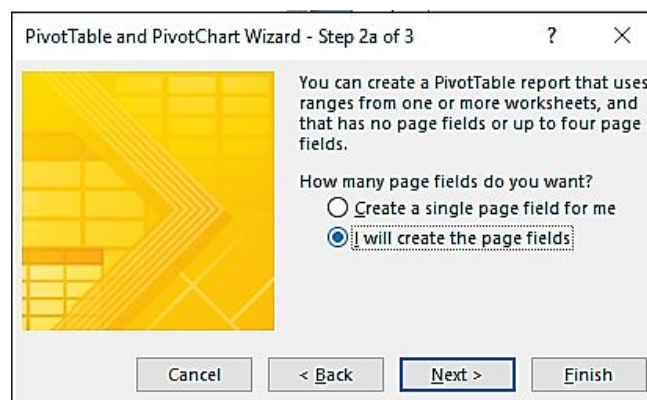 PivotTable and PivotChart Wizard - Step 2a of 3 ?
You can create a PivotTable report that uses
ranges from one or more worksheets, and
that has no page fields or up to four page
fields.
How many page fields do you want?
Create a single page field for me
I will create the page fields
Cancel < Back Next > Finish